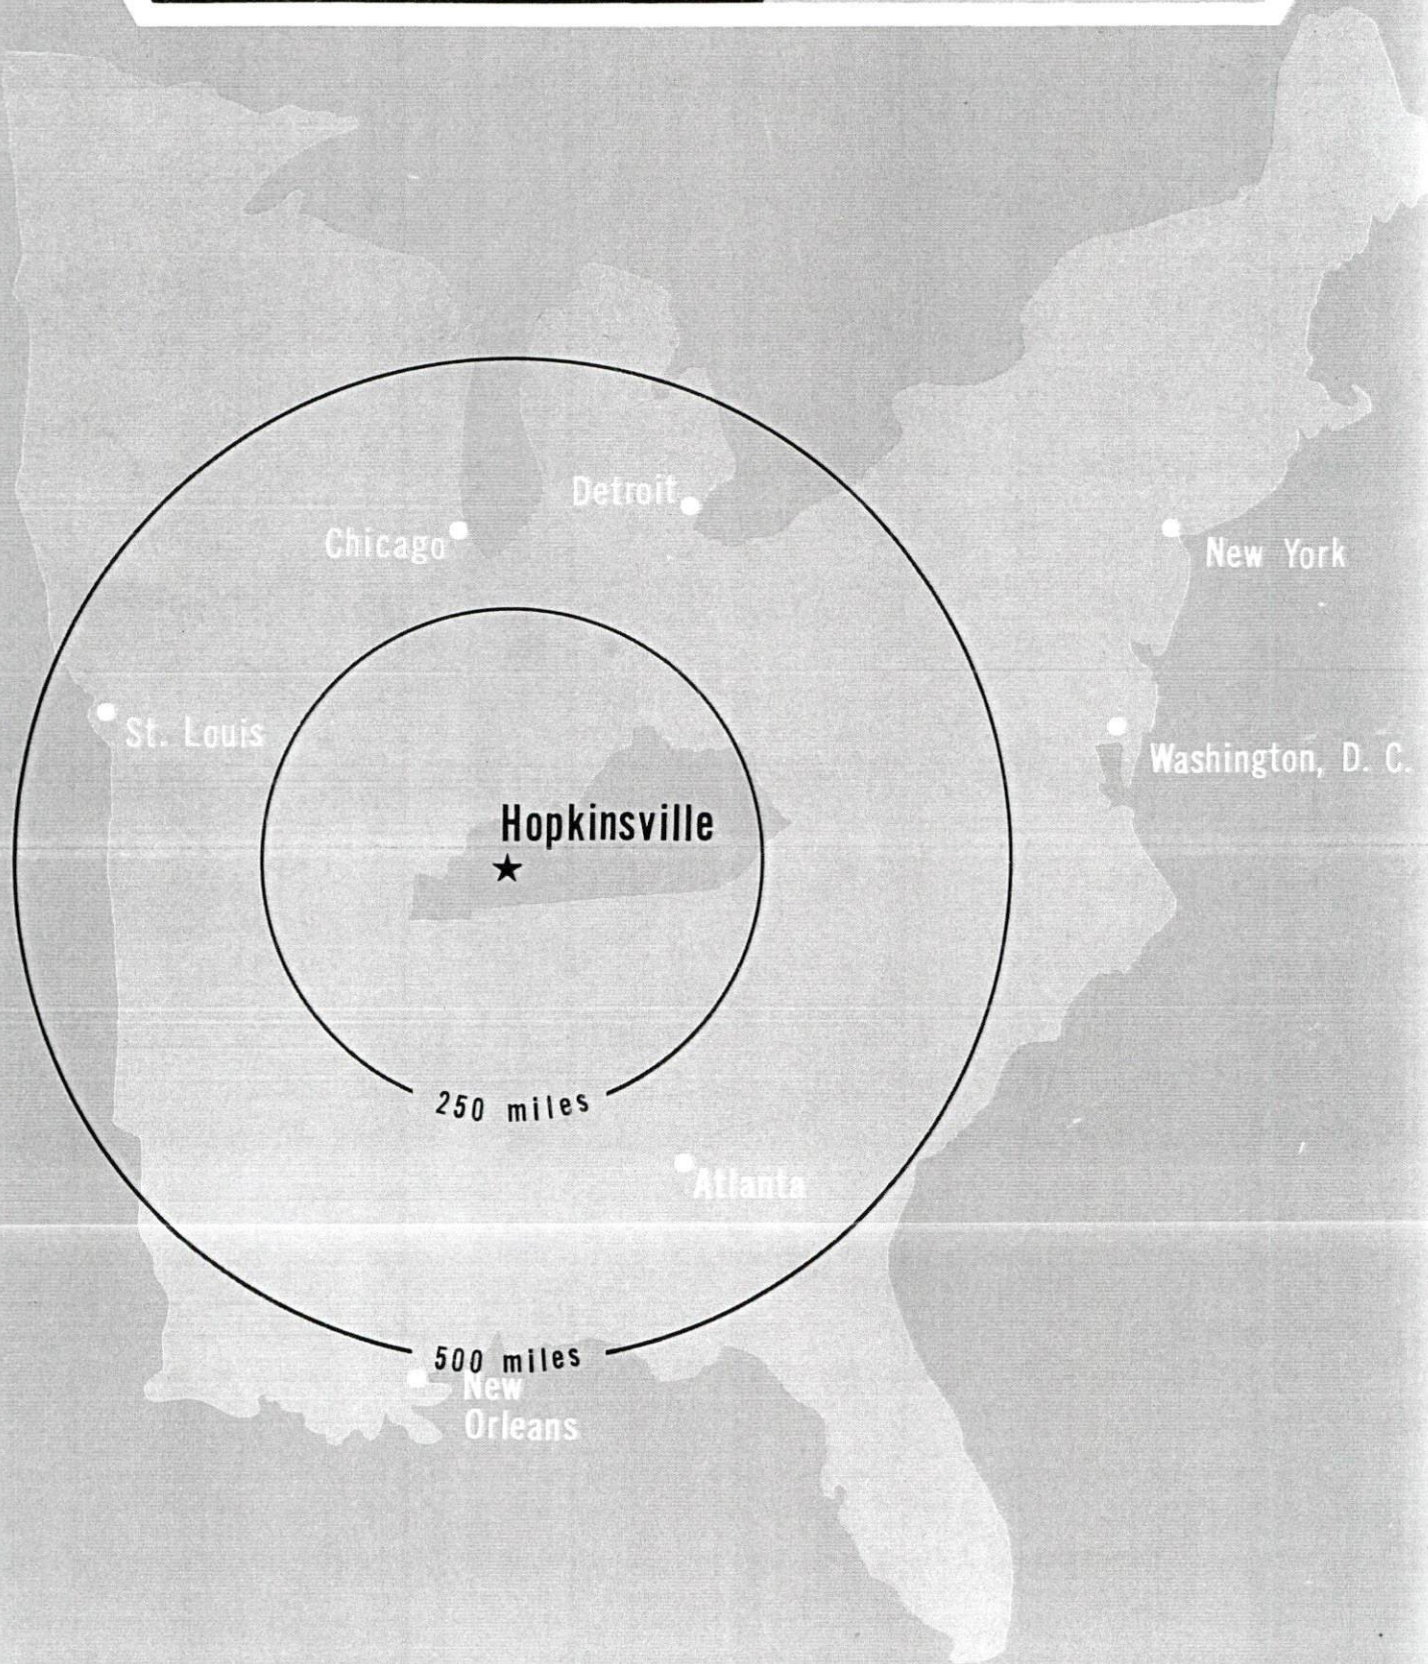 Detroit
Chicago
New York
St. Louis
Washington, D. C.
Hopkinsville
250 miles
Atlanta
500 miles
New
Orleans